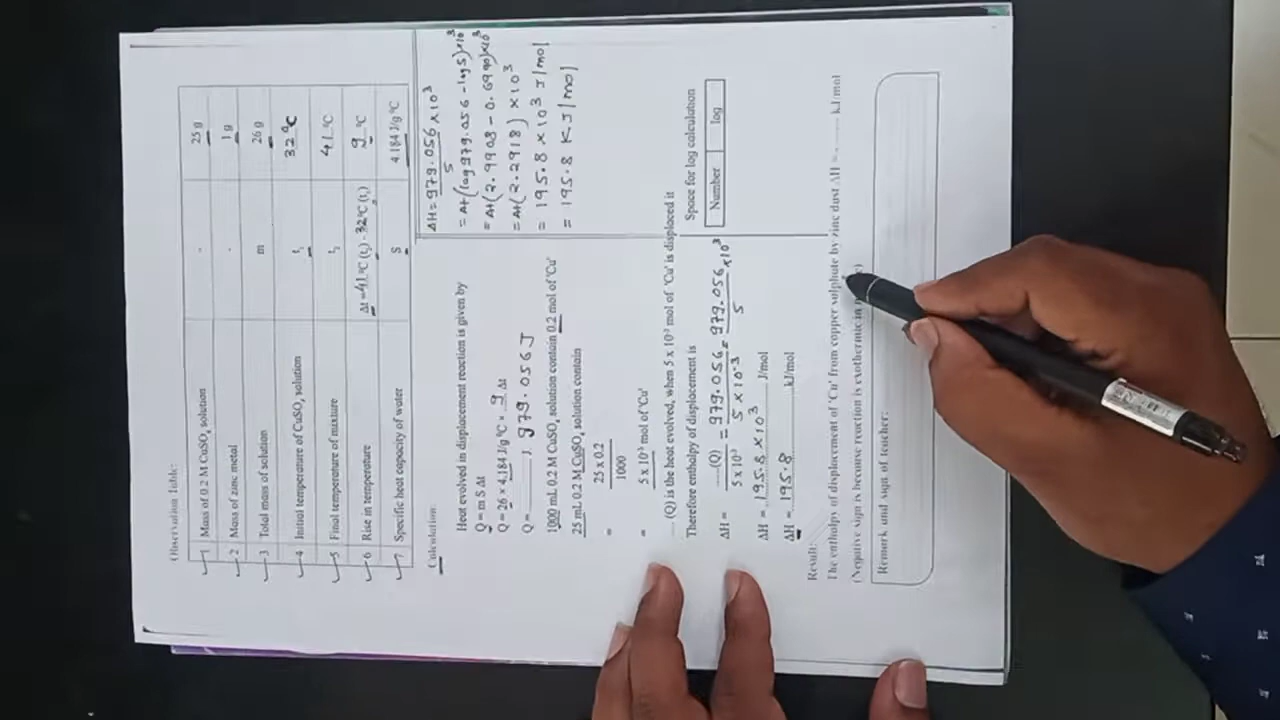 Observation Table:
1 Mass of 0.2 M CuSO₄ solution - 25 g
2 Mass of zinc metal - 1 g
3 Total mass of solution m 26 g
4 Initial temperature of CuSO₄ solution t₁ 32 °C
5 Final temperature of mixture t₂ 41 °C
6 Rise in temperature Δt = 41 °C (t₂) - 32 °C (t₁) 9 °C
7 Specific heat capacity of water S 4.184 J/g °C
Calculation:
Heat evolved in displacement reaction is given by
Q = m S Δt
Q = 26 × 4.184 J/g °C × 9 Δt
Q = J. 979.056 J
1000 mL 0.2 M CuSO₄ solution contain 0.2 mol of 'Cu'
25 mL 0.2 M CuSO₄ solution contain
= 25 x 0.2
1000
= 5 x 10⁻³ mol of 'Cu'
(Q) is the heat evolved, when 5 x 10⁻³ mol of 'Cu' is displaced it
Therefore enthalpy of displacement is
ΔH = (Q) = 979.056 = 979.056 × 10³
5 x 10⁻³ 5 × 10⁻³ 5
ΔH = 195.8 × 10³ J/mol
ΔH = 195.8 kJ/mol
ΔH = 979.056 × 10³
5
= At (log 979.056 - log 5) × 10³
= At (2.9908 - 0.6990) × 10³
= At (2.2918) × 10³
= 195.8 × 10³ J/mol
= 195.8 KJ/mol
Space for log calculation
Number log
Result:
The enthalpy of displacement of 'Cu' from copper sulphate by zinc dust ΔH = - kJ/mol
(Negative sign is because reaction is exothermic in
Remark and sign of teacher: